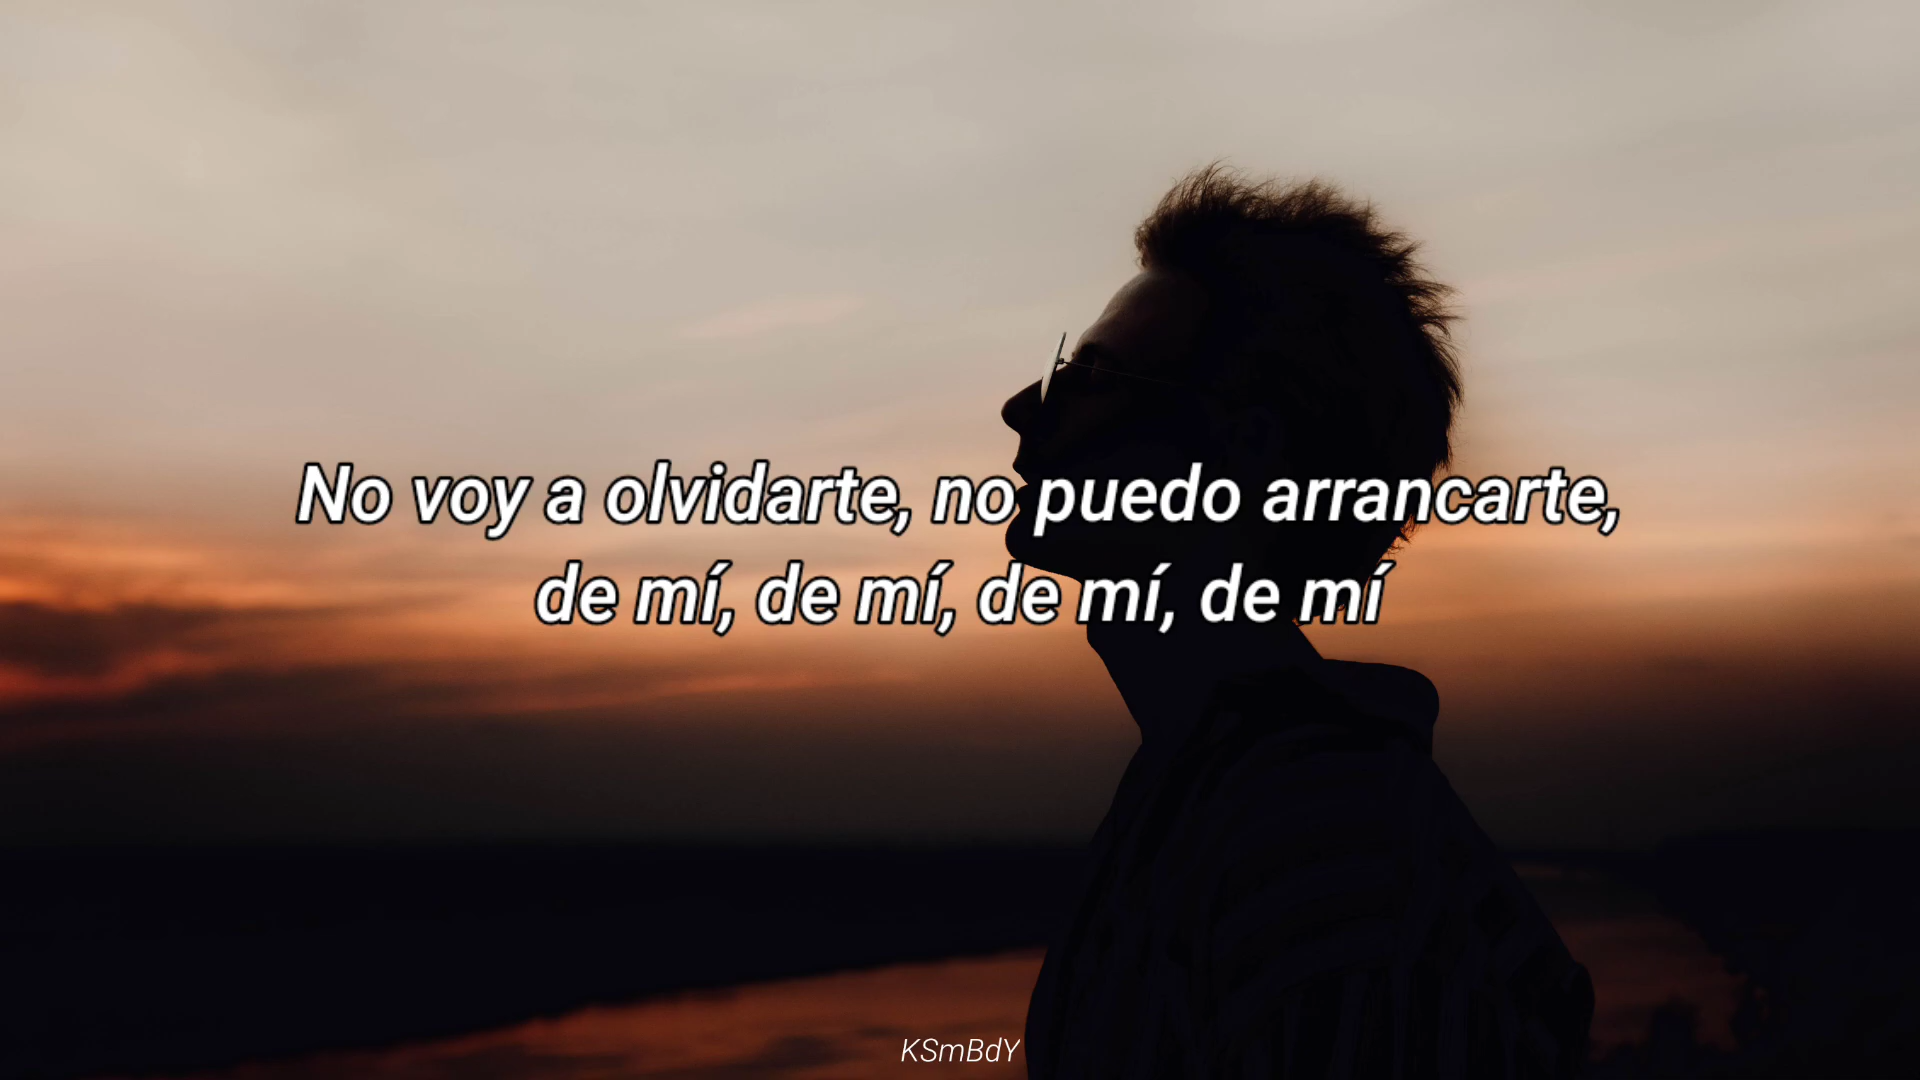 No voy a olvidarte, no puedo arrancarte,
de mí, de mí, de mí, de mí
KSmBdY